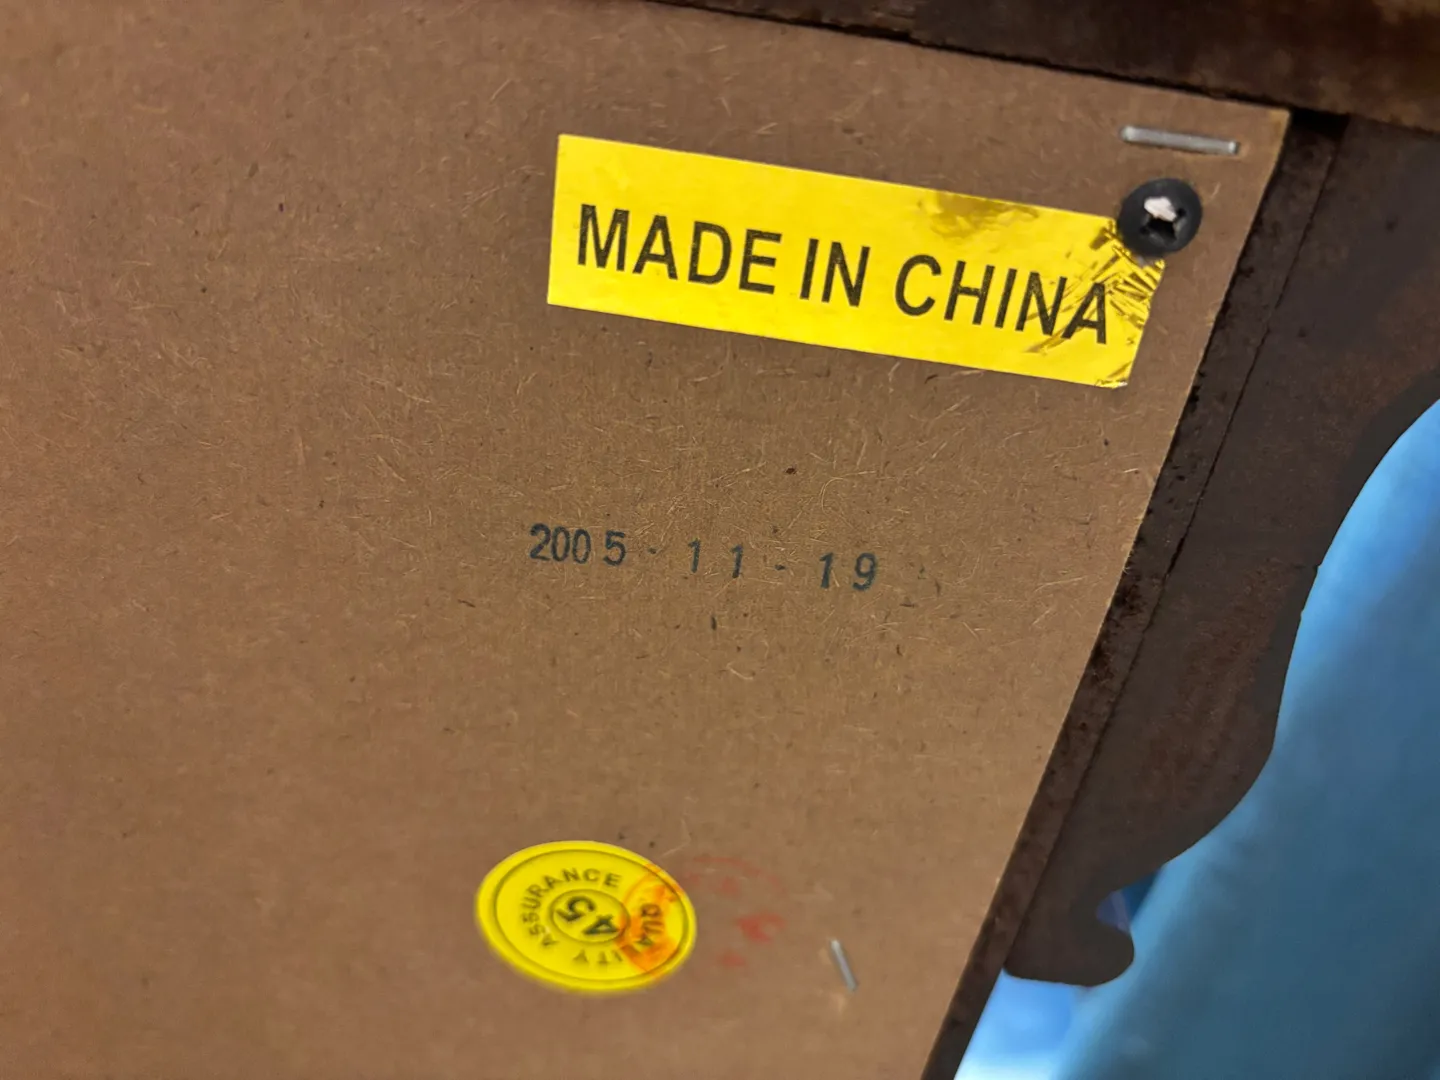 MADE IN CHINA
2005 - 11 - 19
QUALITY ASSURANCE
45